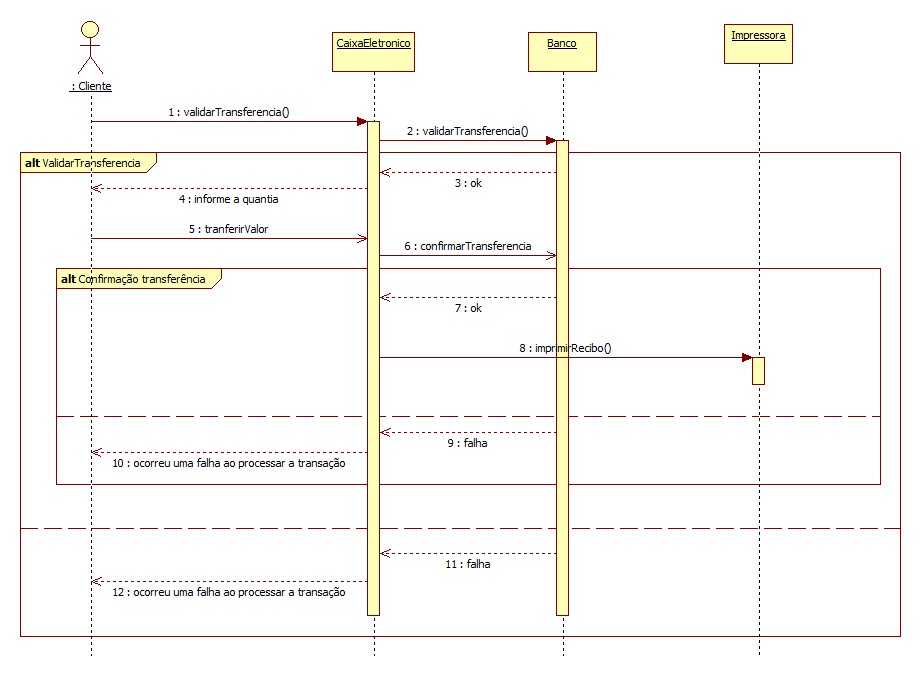 CaixaEletronico
Banco
Impressora
: Cliente
1 : validarTransferencia()
2 : validarTransferencia()
alt ValidarTransferencia
3 : ok
4 : informe a quantia
5 : tranferirValor
6 : confirmarTransferencia
alt Confirmação transferência
7 : ok
8 : imprimirRecibo()
9 : falha
10 : ocorreu uma falha ao processar a transação
11 : falha
12 : ocorreu uma falha ao processar a transação